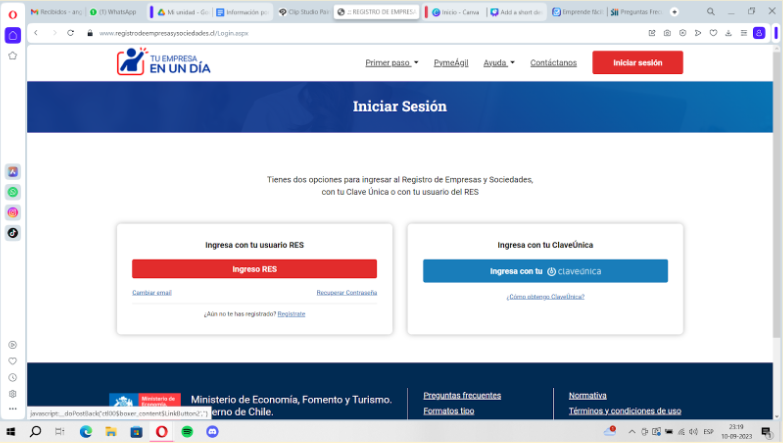 Recibidos - ang
(1) WhatsApp
Mi unidad - Go
Información pa
Clip Studio Pai
.:: REGISTRO DE EMPRES
Inicio - Canva
Add a short de
Emprende fácil
Preguntas Frec
www.registrodeempresasysociedades.cl/Login.aspx
TU EMPRESA
EN UN DÍA
Primer paso
PymeÁgil
Ayuda
Contáctanos
Iniciar sesión
Iniciar Sesión
Tienes dos opciones para ingresar al Registro de Empresas y Sociedades,
con tu Clave Única o con tu usuario del RES
Ingresa con tu usuario RES
Ingreso RES
Cambiar email
Recuperar Contraseña
¿Aún no te has registrado? Regístrate
Ingresa con tu ClaveÚnica
Ingresa con tu claveúnica
¿Cómo obtengo ClaveÚnica?
Ministerio de
Economía,
Ministerio de Economía, Fomento y Turismo.
erno de Chile.
Preguntas frecuentes
Formatos tipo
Normativa
Términos y condiciones de uso
javascript:__doPostBack('ctl00$boxer_content$LinkButton2','')
ESP
23:19
10-09-2023